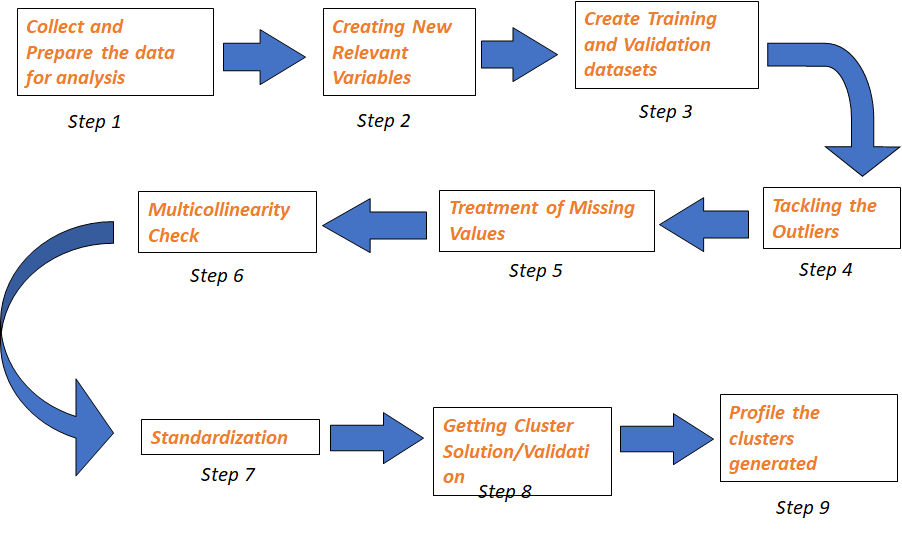 Collect and
Prepare the data
for analysis
Step 1
Creating New
Relevant
Variables
Step 2
Create Training
and Validation
datasets
Step 3
Tackling the
Outliers
Step 4
Treatment of Missing
Values
Step 5
Multicollinearity
Check
Step 6
Standardization
Step 7
Getting Cluster
Solution/Validati
on
Step 8
Profile the
clusters
generated
Step 9